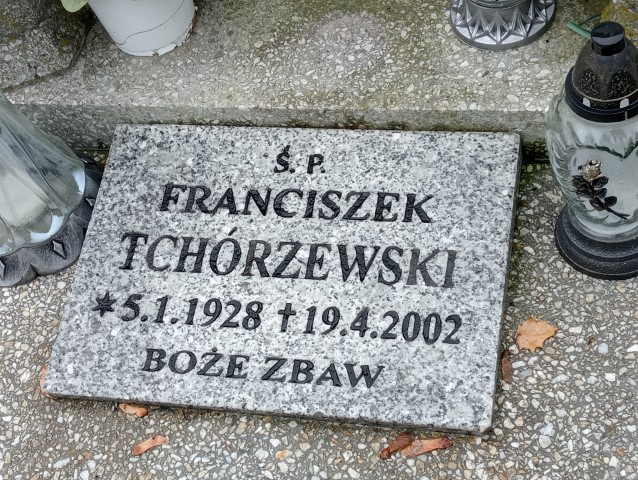 Ś. P.
FRANCISZEK
TCHÓRZEWSKI
*5.1.1928 †19.4.2002
BOŻE ZBAW